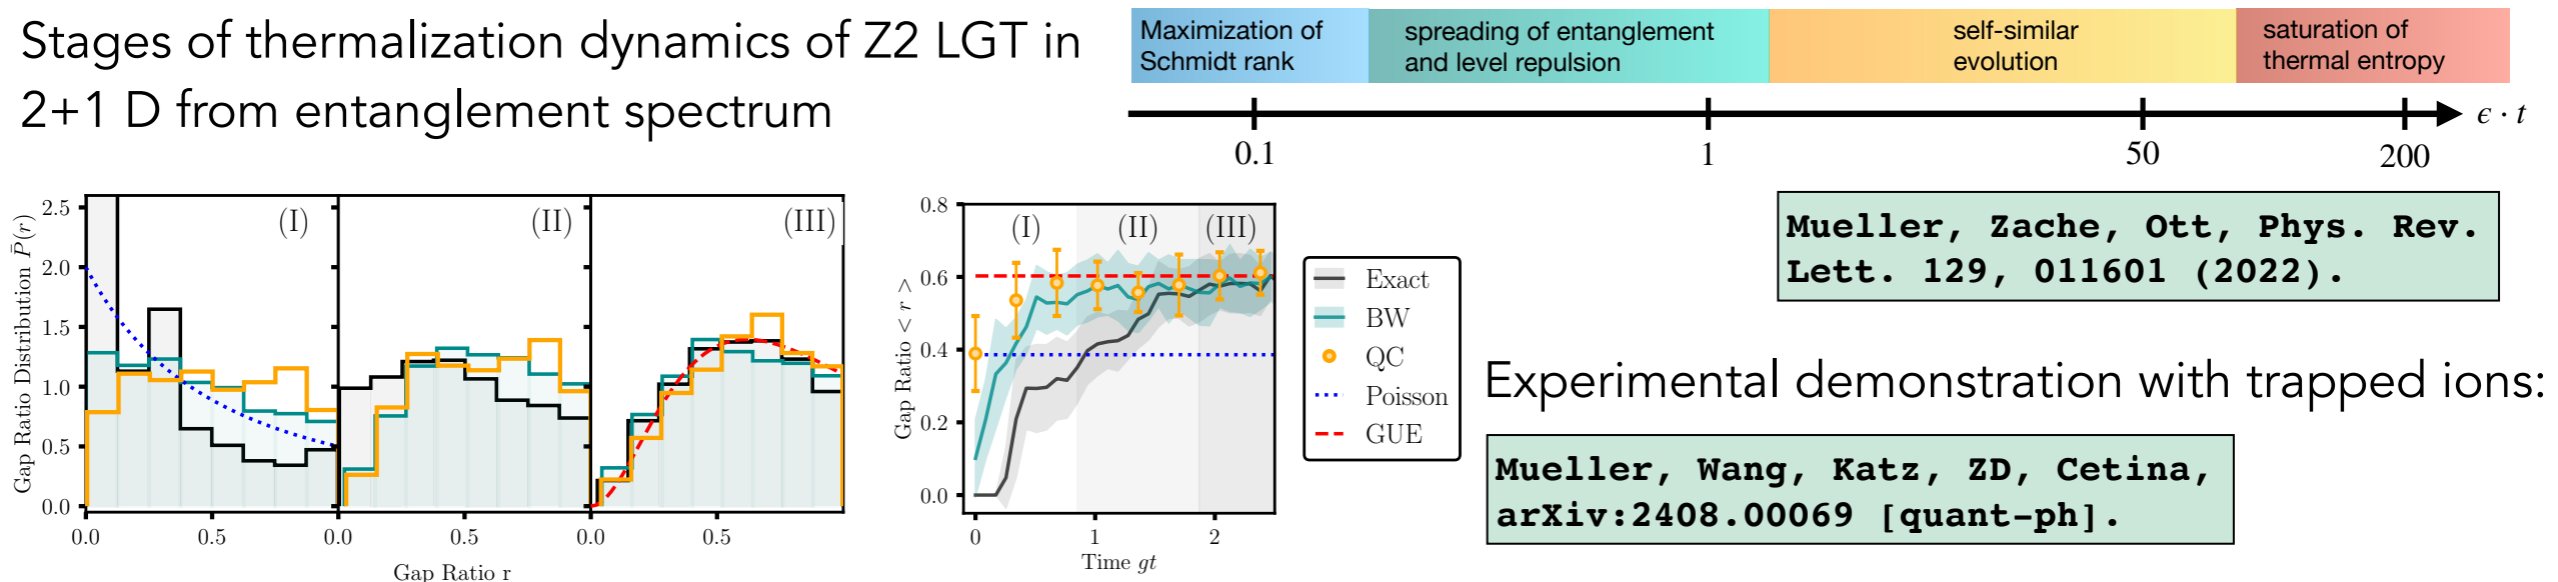 Stages of thermalization dynamics of Z2 LGT in
2+1 D from entanglement spectrum
Maximization of
Schmidt rank
spreading of entanglement
and level repulsion
self-similar
evolution
saturation of
thermal entropy
ϵ · t
0.1
1
50
200
Mueller, Zache, Ott, Phys. Rev.
Lett. 129, 011601 (2022).
Gap Ratio Distribution P̄(r)
2.5
2.0
1.5
1.0
0.5
0.0
(I)
(II)
(III)
0.0
0.5
0.0
0.5
0.0
0.5
Gap Ratio r
Gap Ratio < r >
0.8
0.6
0.4
0.2
0.0
(I)
(II)
(III)
0
1
2
Time gt
Exact
BW
QC
Poisson
GUE
Experimental demonstration with trapped ions:
Mueller, Wang, Katz, ZD, Cetina,
arXiv:2408.00069 [quant-ph].